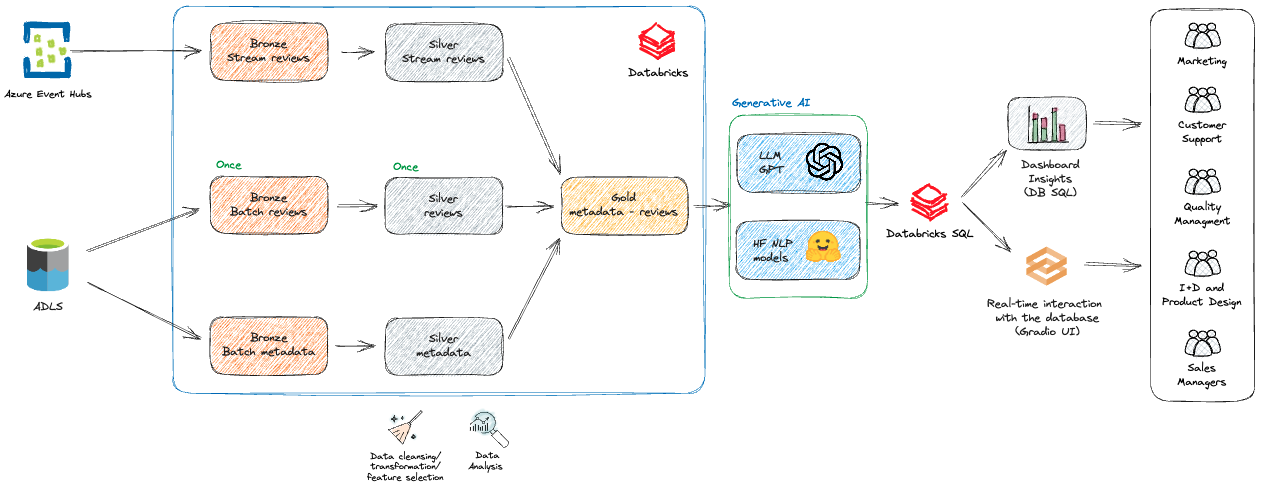 Azure Event Hubs
ADLS
Bronze
Stream reviews
Silver
Stream reviews
Databricks
Once
Bronze
Batch reviews
Once
Silver
reviews
Gold
metadata - reviews
Bronze
Batch metadata
Silver
metadata
Data cleansing/
transformation/
feature selection
Data
Analysis
Generative AI
LLM
GPT
HF NLP
models
Databricks SQL
Dashboard
Insights
(DB SQL)
Real-time interaction
with the database
(Gradio UI)
Marketing
Customer
Support
Quality
Managment
I+D and
Product Design
Sales
Managers